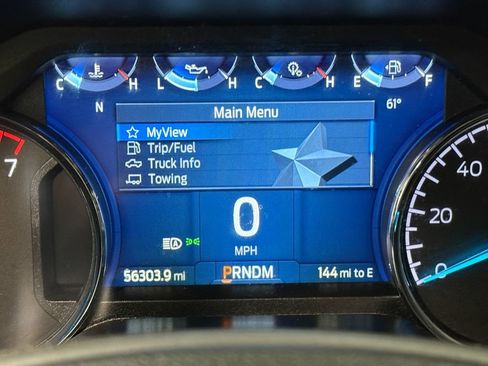 C H L H C H E F
N 61°
Main Menu
MyView
Trip/Fuel
Truck Info
Towing
7
40
20
0
0
MPH
A
56303.9 mi PRNDM 144 mi to E